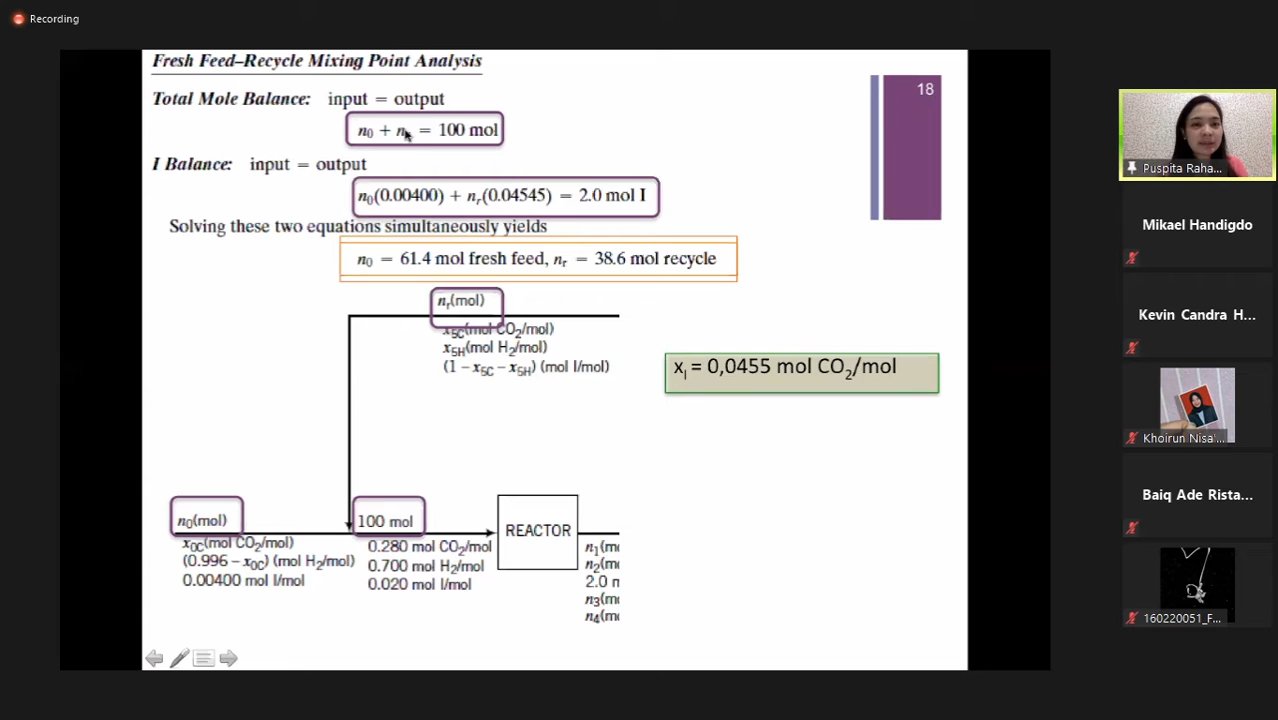 Recording
Fresh Feed–Recycle Mixing Point Analysis
18
Total Mole Balance: input = output
n0 + n = 100 mol
I Balance: input = output
n0(0.00400) + nr(0.04545) = 2.0 mol I
Solving these two equations simultaneously yields
n0 = 61.4 mol fresh feed, nr = 38.6 mol recycle
nr(mol)
x5C(mol CO2/mol)
x5H(mol H2/mol)
(1 − x5C − x5H) (mol I/mol)
xI = 0,0455 mol CO2/mol
n0(mol)
x0C(mol CO2/mol)
(0.996 − x0C) (mol H2/mol)
0.00400 mol I/mol
100 mol
0.280 mol CO2/mol
0.700 mol H2/mol
0.020 mol I/mol
REACTOR
n1(m
n2(m
2.0
n3(m
n4(m
Puspita Raha...
Mikael Handigdo
Kevin Candra H...
Khoirun Nisa'...
Baiq Ade Rista...
160220051_F...